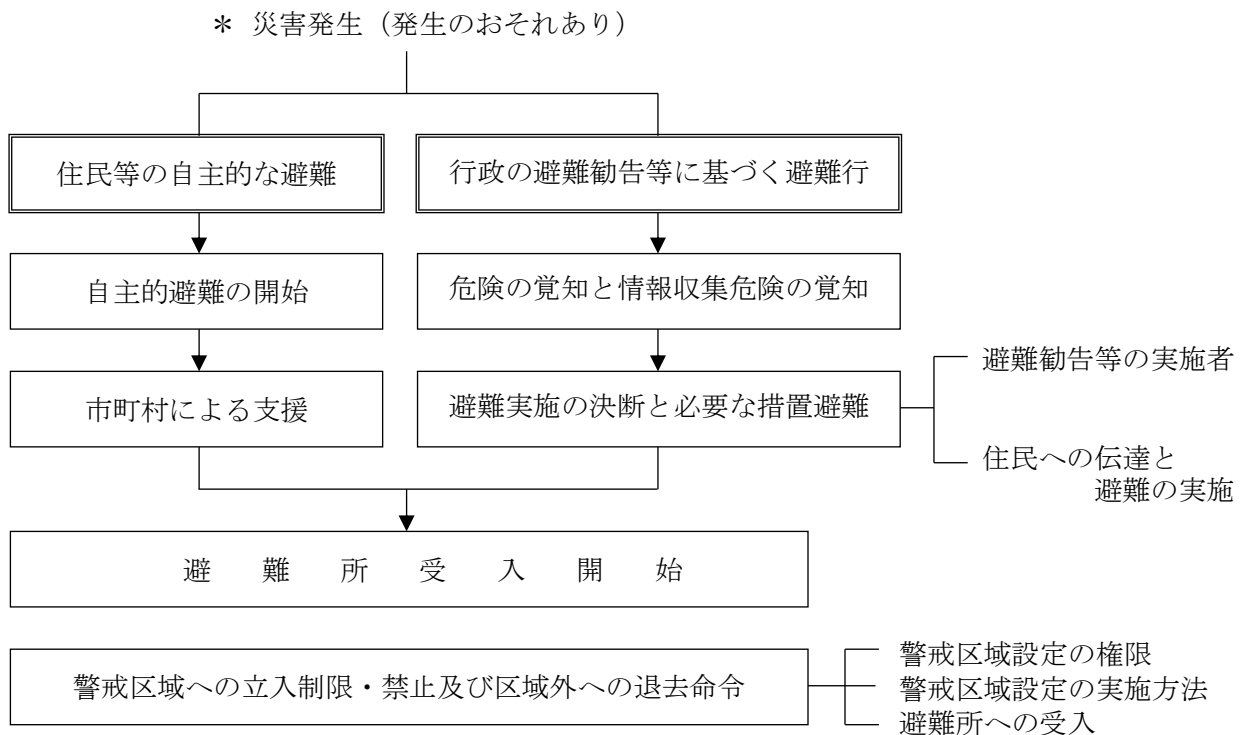 ＊ 災害発生（発生のおそれあり）
住民等の自主的な避難
行政の避難勧告等に基づく避難行
自主的避難の開始
危険の覚知と情報収集危険の覚知
市町村による支援
避難実施の決断と必要な措置避難
避難勧告等の実施者
住民への伝達と
避難の実施
避難所受入開始
警戒区域への立入制限・禁止及び区域外への退去命令
警戒区域設定の権限
警戒区域設定の実施方法
避難所への受入